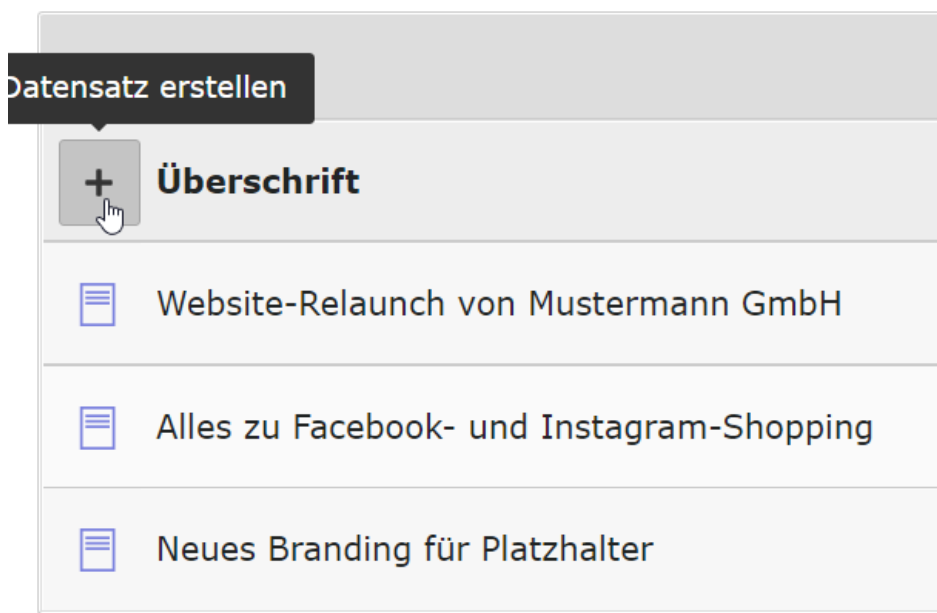 Datensatz erstellen
+ Überschrift
Website-Relaunch von Mustermann GmbH
Alles zu Facebook- und Instagram-Shopping
Neues Branding für Platzhalter